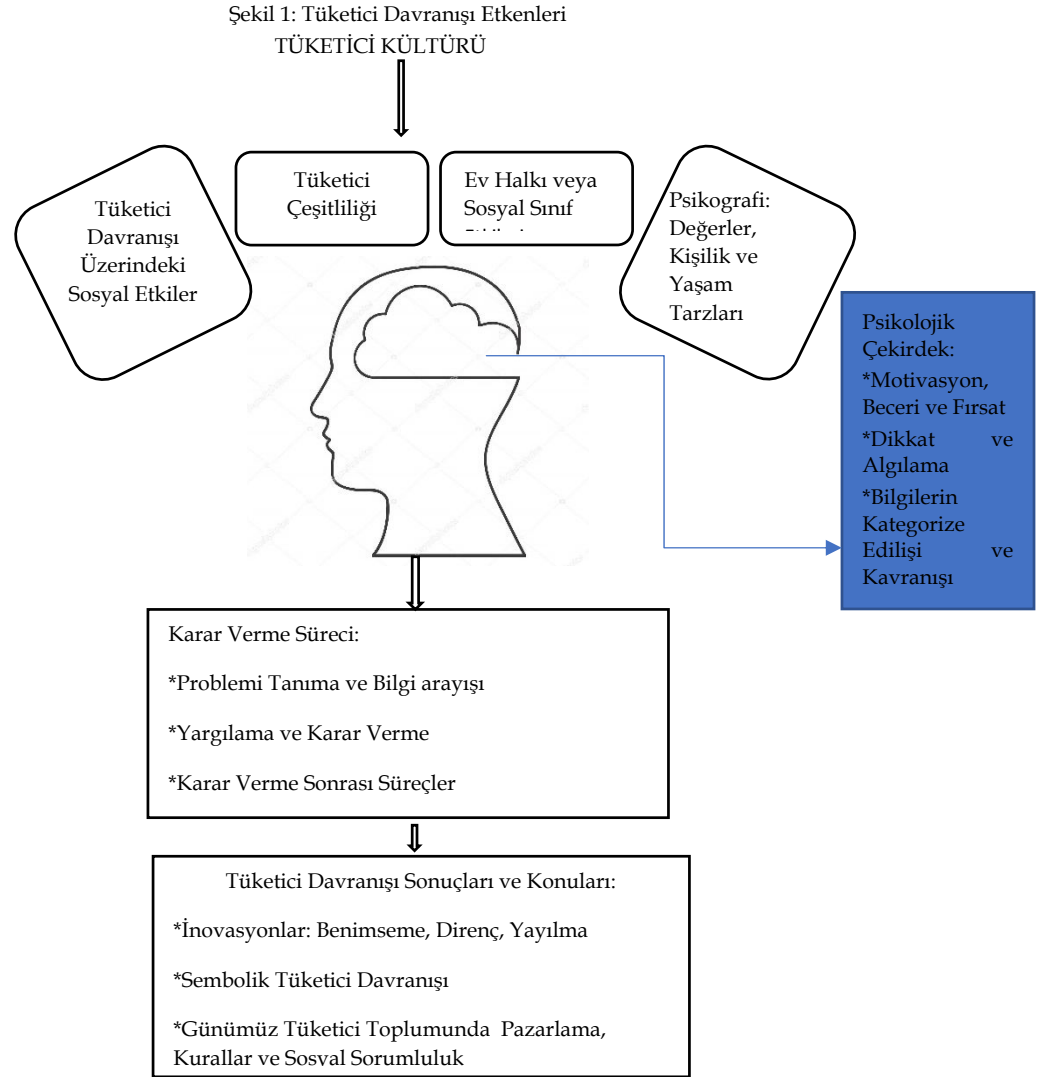 Şekil 1: Tüketici Davranışı Etkenleri
TÜKETİCİ KÜLTÜRÜ
Tüketici
Davranışı
Üzerindeki
Sosyal Etkiler
Tüketici
Çeşitliliği
Ev Halkı veya
Sosyal Sınıf
Psikografi:
Değerler,
Kişilik ve
Yaşam
Tarzları
Psikolojik
Çekirdek:
*Motivasyon,
Beceri ve Fırsat
*Dikkat ve
Algılama
*Bilgilerin
Kategorize
Edilişi ve
Kavranışı
Karar Verme Süreci:
*Problemi Tanıma ve Bilgi arayışı
*Yargılama ve Karar Verme
*Karar Verme Sonrası Süreçler
Tüketici Davranışı Sonuçları ve Konuları:
*İnovasyonlar: Benimseme, Direnç, Yayılma
*Sembolik Tüketici Davranışı
*Günümüz Tüketici Toplumunda Pazarlama,
Kurallar ve Sosyal Sorumluluk